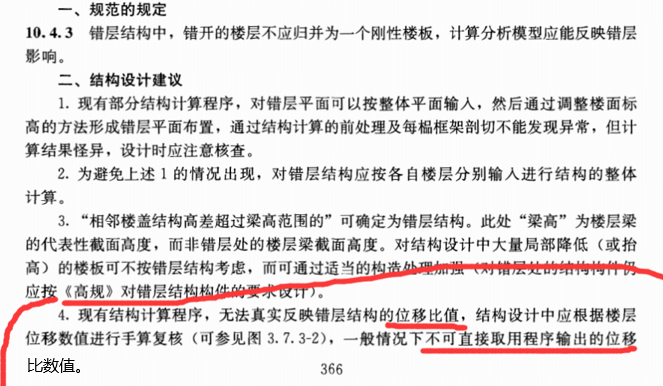 一、规范的规定
10.4.3 错层结构中，错开的楼层不应归并为一个刚性楼板，计算分析模型应能反映错层
影响。
二、结构设计建议
1. 现有部分结构计算程序，对错层平面可以按整体平面输入，然后通过调整楼面标
高的方法形成错层平面布置，通过结构计算的前处理及每榀框架剖切不能发现异常，但计
算结果怪异，设计时应注意核查。
2. 为避免上述 1 的情况出现，对错层结构应按各自楼层分别输入进行结构的整体
计算。
3. “相邻楼盖结构高差超过梁高范围的”可确定为错层结构。此处“梁高”为楼层梁
的代表性截面高度，而非错层处的楼层梁截面高度。对结构设计中大量局部降低（或抬
高）的楼板可不按错层结构考虑，而可通过适当的构造处理加强（对错层处的结构构件仍
应按《高规》对错层结构构件的要求设计）。
4. 现有结构计算程序，无法真实反映错层结构的位移比值，结构设计中应根据楼层
位移数值进行手算复核（可参见图 3.7.3-2），一般情况下不可直接取用程序输出的位移
比数值。
366